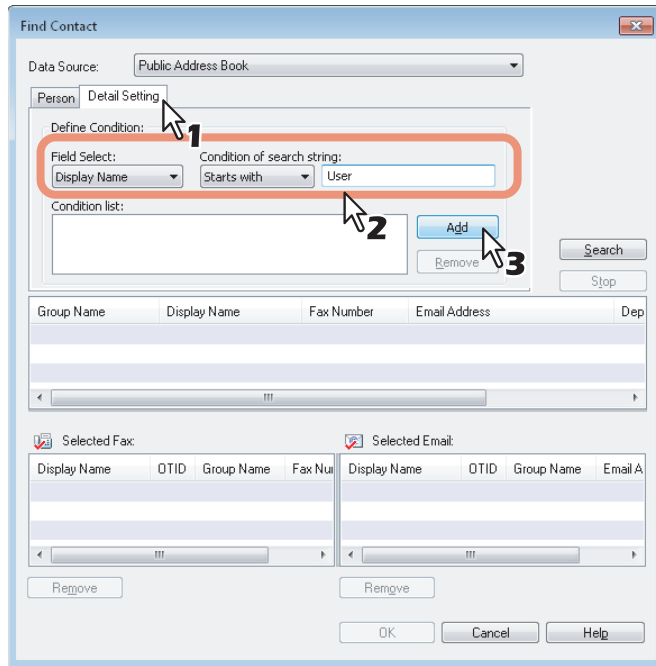 Find Contact
Data Source: Public Address Book
Person Detail Setting
1
Define Condition:
Field Select: Condition of search string:
Display Name Starts with User
2
Condition list:
Add
3
Remove
Search
Stop
Group Name Display Name Fax Number Email Address Dep
Selected Fax: Selected Email:
Display Name OTID Group Name Fax Nu Display Name OTID Group Name Email A
Remove Remove
OK Cancel Help